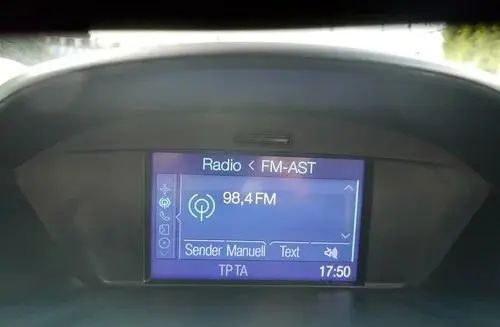 Radio < FM-AST
98,4 FM
Sender Manuell Text
TP TA 17:50